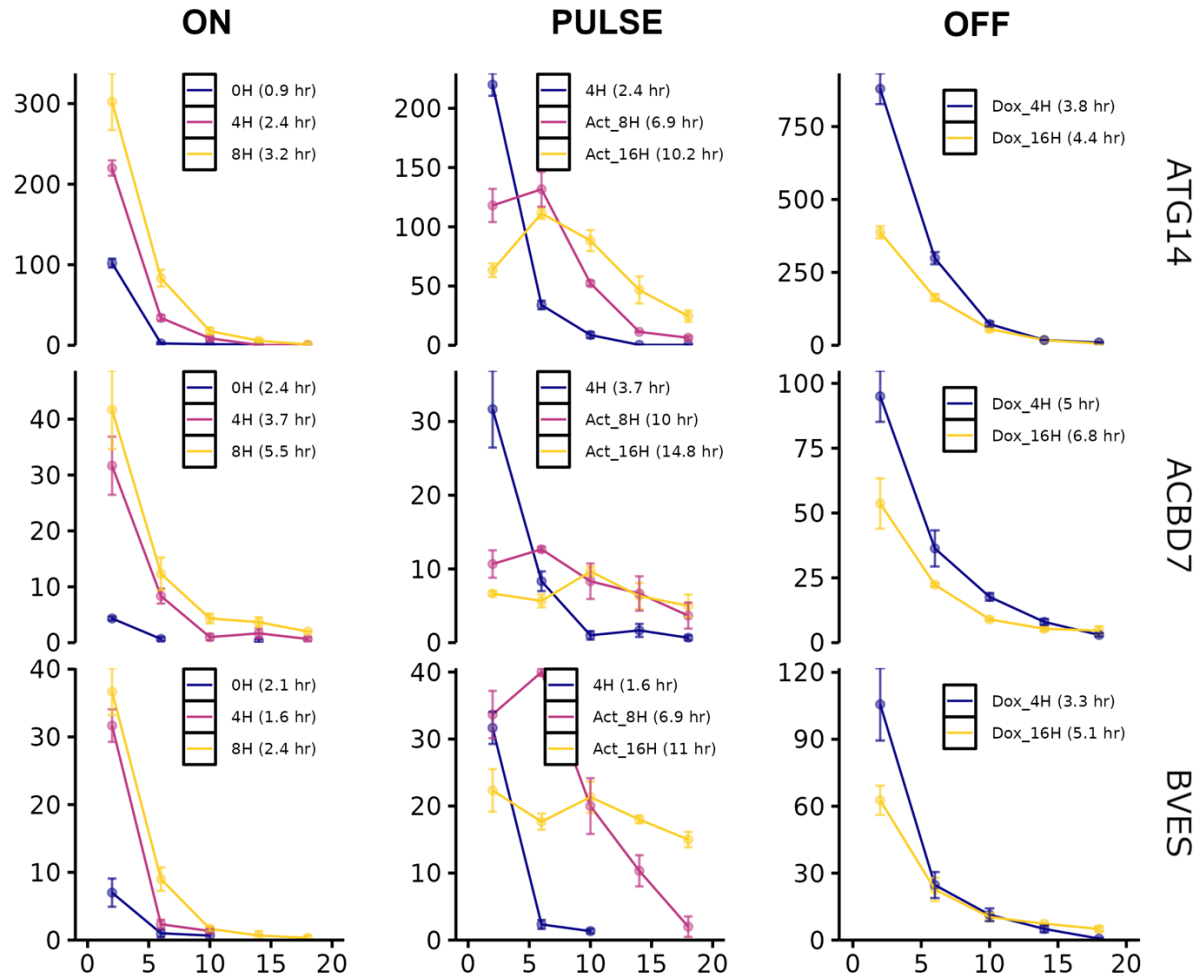 ON PULSE OFF
300
200
100
0
0H (0.9 hr)
4H (2.4 hr)
8H (3.2 hr)
200
150
100
50
0
4H (2.4 hr)
Act_8H (6.9 hr)
Act_16H (10.2 hr)
750
500
250
0
Dox_4H (3.8 hr)
Dox_16H (4.4 hr)
ATG14
40
30
20
10
0
0H (2.4 hr)
4H (3.7 hr)
8H (5.5 hr)
30
20
10
0
4H (3.7 hr)
Act_8H (10 hr)
Act_16H (14.8 hr)
100
75
50
25
0
Dox_4H (5 hr)
Dox_16H (6.8 hr)
ACBD7
40
30
20
10
0
0H (2.1 hr)
4H (1.6 hr)
8H (2.4 hr)
40
30
20
10
0
4H (1.6 hr)
Act_8H (6.9 hr)
Act_16H (11 hr)
120
90
60
30
0
Dox_4H (3.3 hr)
Dox_16H (5.1 hr)
BVES
0 5 10 15 20
0 5 10 15 20
0 5 10 15 20